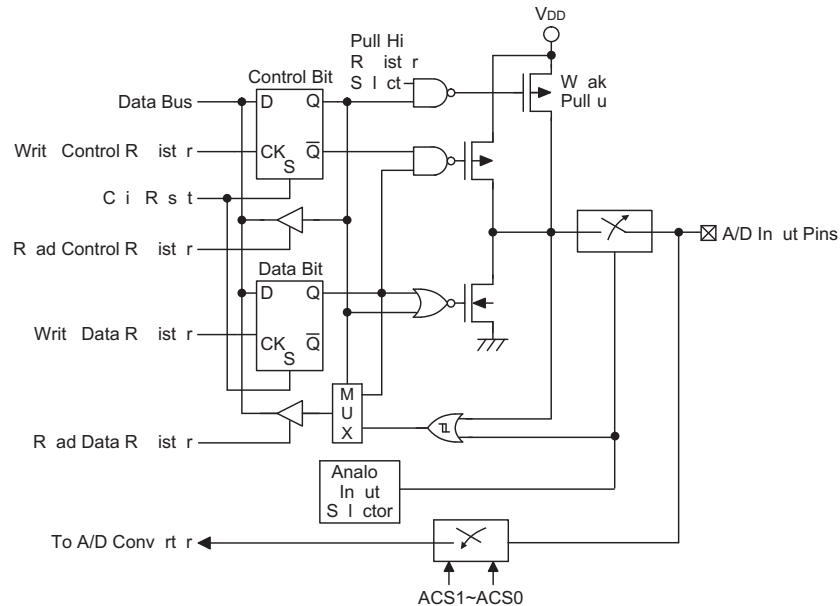 VDD
Pull Hi
R ist r
S l ct
W ak
Pull u
Control Bit
Data Bus
D Q
Writ Control R ist r
CK Q
S
C i R s t
R ad Control R ist r
A/D In ut Pins
Data Bit
D Q
Writ Data R ist r
CK Q
S
M
U
X
R ad Data R ist r
Analo
In ut
S l ctor
To A/D Conv rt r
ACS1~ACS0